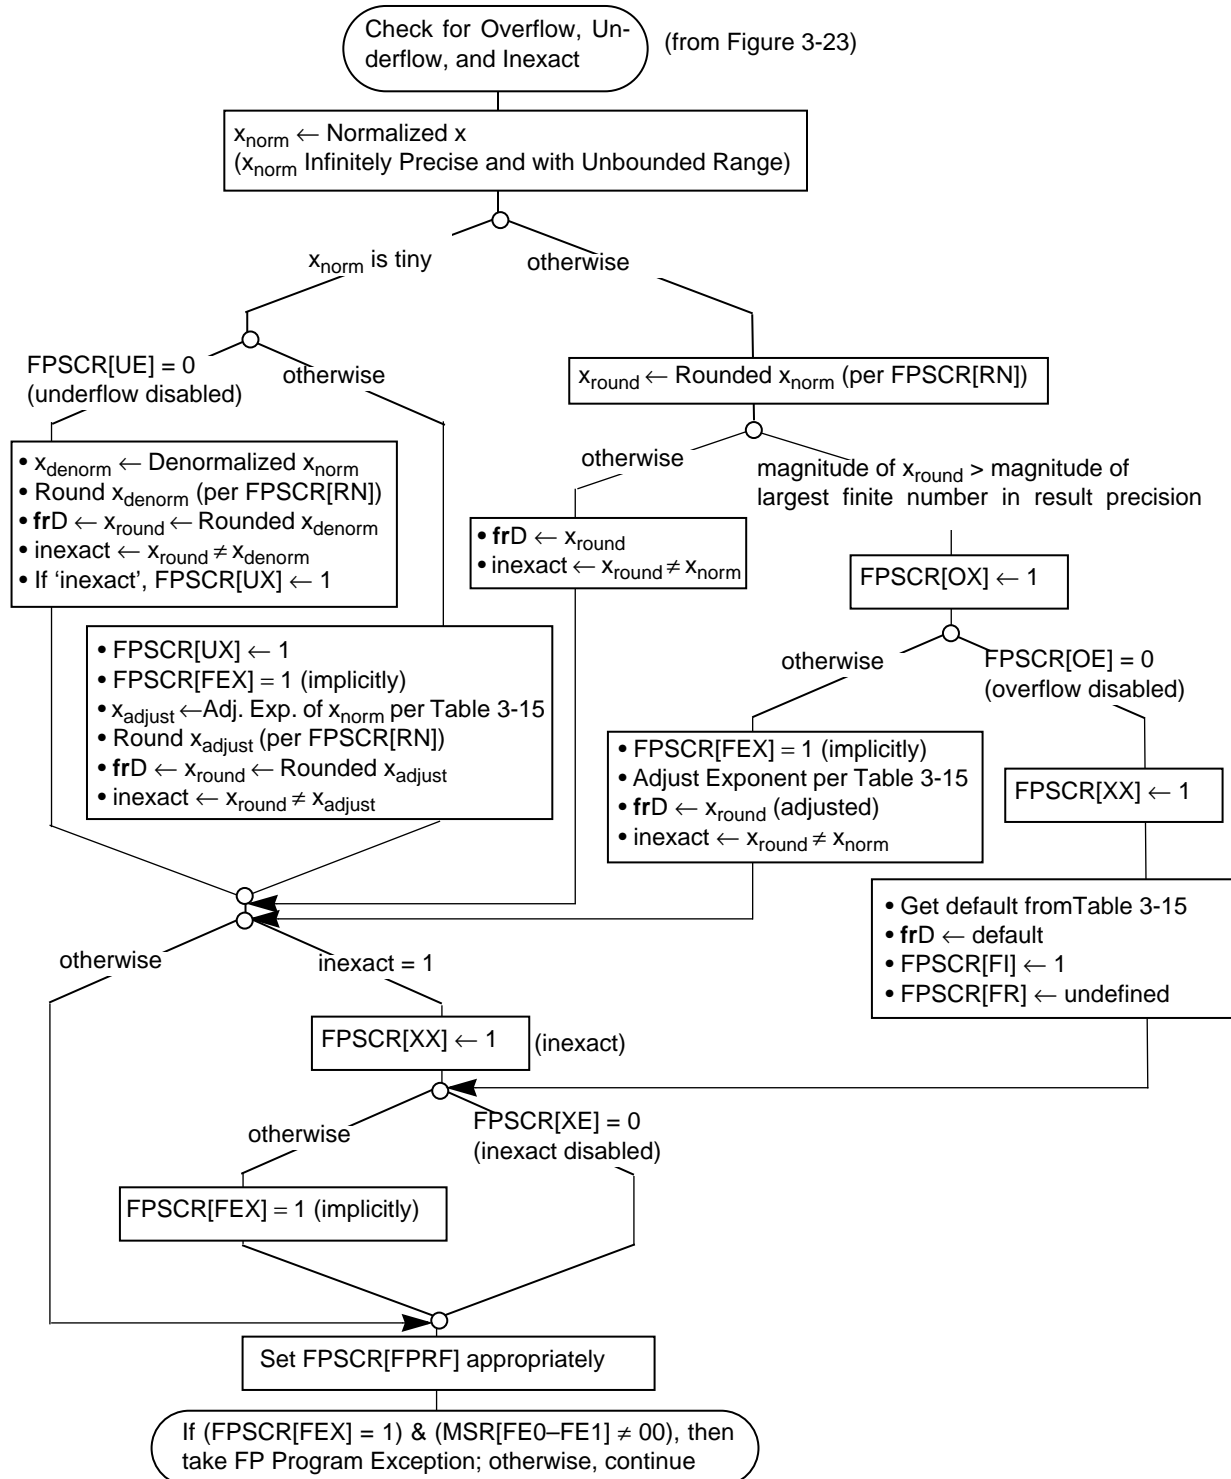 Check for Overflow, Un-
derflow, and Inexact
(from Figure 3-23)
xnorm ← Normalized x
(xnorm Infinitely Precise and with Unbounded Range)
xnorm is tiny
otherwise
FPSCR[UE] = 0
(underflow disabled)
otherwise
xround ← Rounded xnorm (per FPSCR[RN])
• xdenorm ← Denormalized xnorm
• Round xdenorm (per FPSCR[RN])
• frD ← xround ← Rounded xdenorm
• inexact ← xround ≠ xdenorm
• If ‘inexact’, FPSCR[UX] ← 1
otherwise
magnitude of xround > magnitude of
largest finite number in result precision
• frD ← xround
• inexact ← xround ≠ xnorm
FPSCR[OX] ← 1
• FPSCR[UX] ← 1
• FPSCR[FEX] = 1 (implicitly)
• xadjust ←Adj. Exp. of xnorm per Table 3-15
• Round xadjust (per FPSCR[RN])
• frD ← xround ← Rounded xadjust
• inexact ← xround ≠ xadjust
otherwise
FPSCR[OE] = 0
(overflow disabled)
• FPSCR[FEX] = 1 (implicitly)
• Adjust Exponent per Table 3-15
• frD ← xround (adjusted)
• inexact ← xround ≠ xnorm
FPSCR[XX] ← 1
• Get default fromTable 3-15
• frD ← default
• FPSCR[FI] ← 1
• FPSCR[FR] ← undefined
otherwise
inexact = 1
FPSCR[XX] ← 1
(inexact)
otherwise
FPSCR[XE] = 0
(inexact disabled)
FPSCR[FEX] = 1 (implicitly)
Set FPSCR[FPRF] appropriately
If (FPSCR[FEX] = 1) & (MSR[FE0–FE1] ≠ 00), then
take FP Program Exception; otherwise, continue